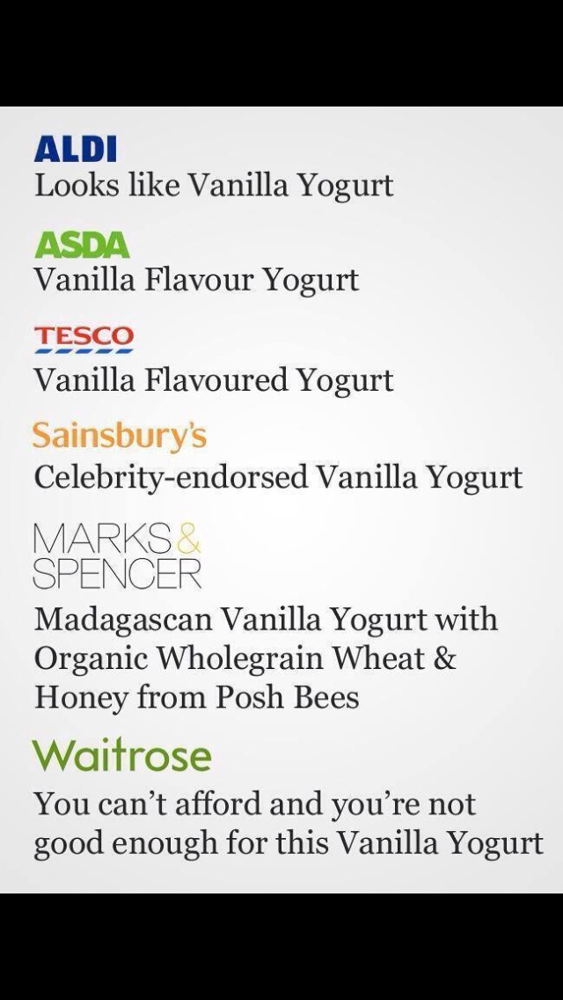 ALDI
Looks like Vanilla Yogurt
ASDA
Vanilla Flavour Yogurt
TESCO
Vanilla Flavoured Yogurt
Sainsbury's
Celebrity-endorsed Vanilla Yogurt
MARKS &
SPENCER
Madagascan Vanilla Yogurt with
Organic Wholegrain Wheat &
Honey from Posh Bees
Waitrose
You can't afford and you're not
good enough for this Vanilla Yogurt